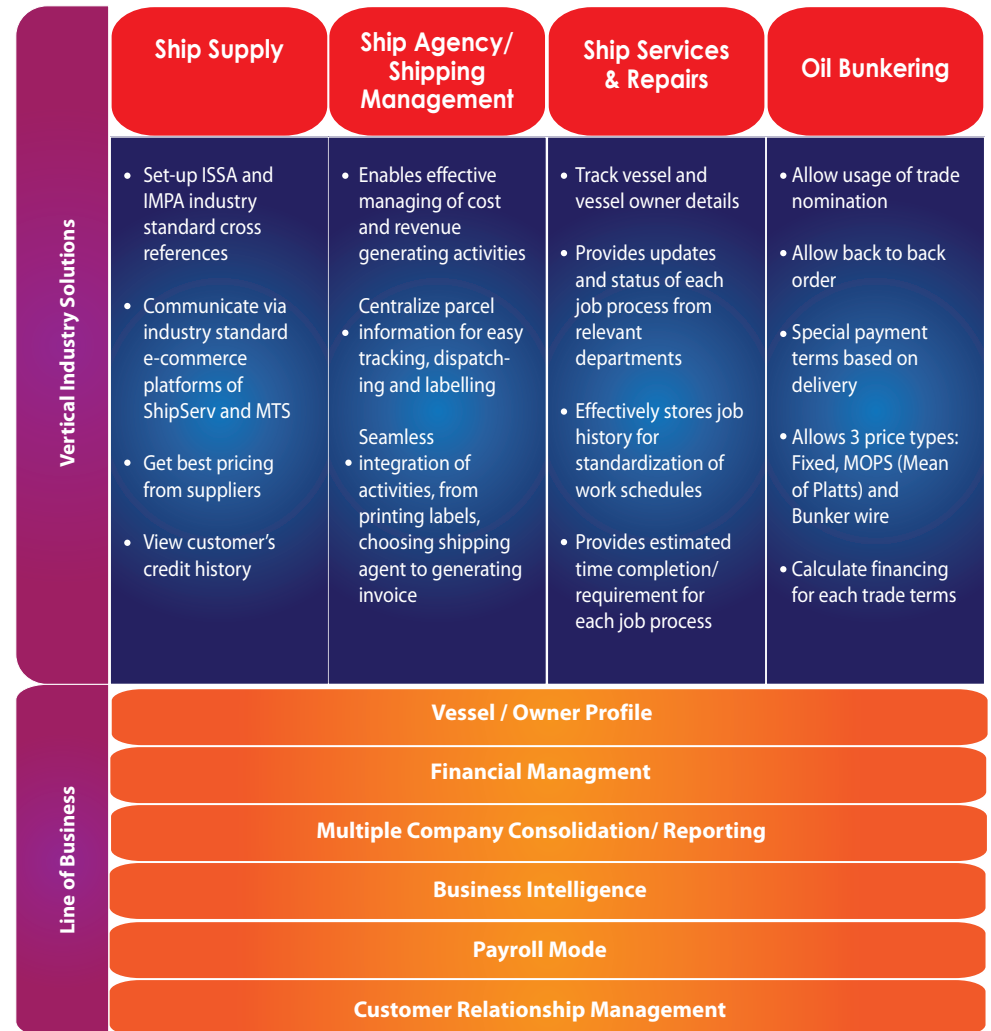 Ship Supply
Ship Agency/
Shipping
Management
Ship Services
& Repairs
Oil Bunkering
Vertical Industry Solutions
• Set-up ISSA and
IMPA industry
standard cross
references
• Communicate via
industry standard
e-commerce
platforms of
ShipServ and MTS
• Get best pricing
from suppliers
• View customer’s
credit history
• Enables effective
managing of cost
and revenue
generating activities
Centralize parcel
• information for easy
tracking, dispatch-
ing and labelling
Seamless
• integration of
activities, from
printing labels,
choosing shipping
agent to generating
invoice
• Track vessel and
vessel owner details
• Provides updates
and status of each
job process from
relevant
departments
• Effectively stores job
history for
standardization of
work schedules
• Provides estimated
time completion/
requirement for
each job process
• Allow usage of trade
nomination
• Allow back to back
order
• Special payment
terms based on
delivery
• Allows 3 price types:
Fixed, MOPS (Mean
of Platts) and
Bunker wire
• Calculate financing
for each trade terms
Line of Business
Vessel / Owner Profile
Financial Managment
Multiple Company Consolidation/ Reporting
Business Intelligence
Payroll Mode
Customer Relationship Management